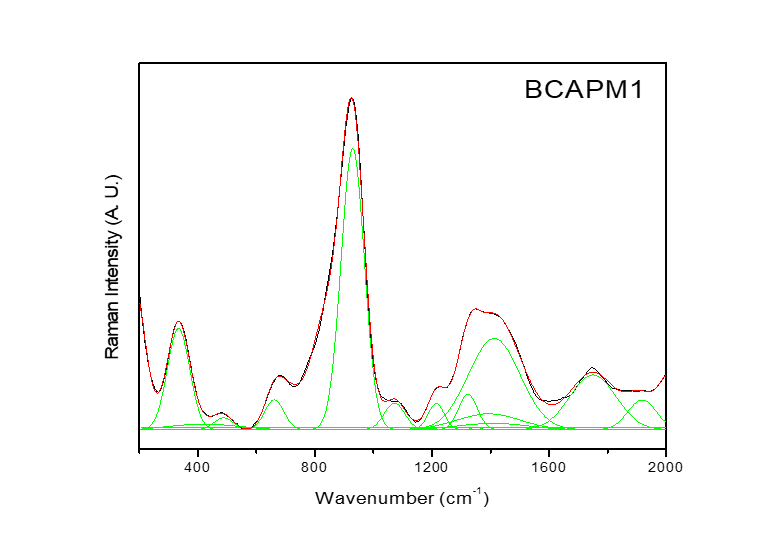 BCAPM1
Raman Intensity (A. U.)
400 800 1200 1600 2000
Wavenumber (cm⁻¹)